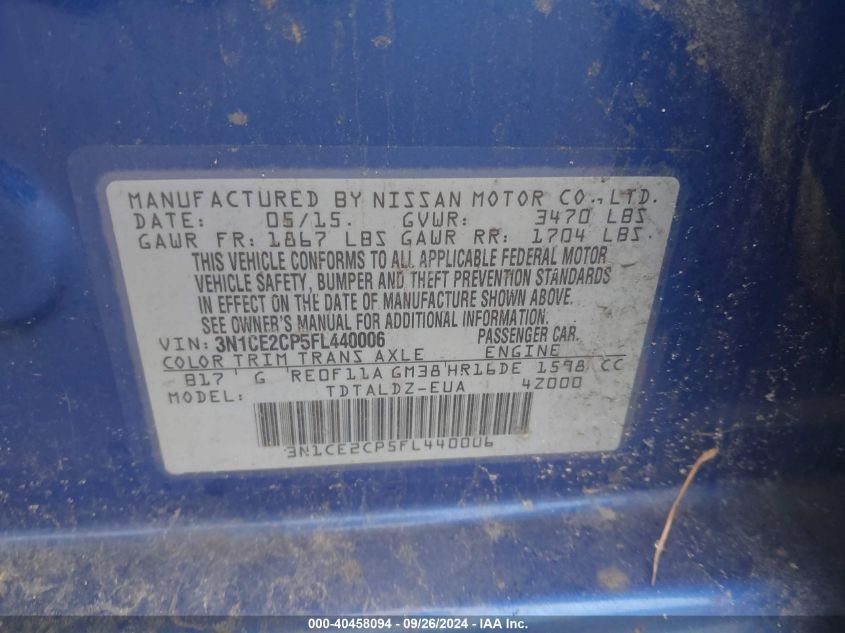 MANUFACTURED BY NISSAN MOTOR CO., LTD.
DATE: 05/15. GVWR: 3470 LBS
GAWR FR: 1867 LBS GAWR RR: 1704 LBS.
THIS VEHICLE CONFORMS TO ALL APPLICABLE FEDERAL MOTOR
VEHICLE SAFETY, BUMPER AND THEFT PREVENTION STANDARDS
IN EFFECT ON THE DATE OF MANUFACTURE SHOWN ABOVE.
SEE OWNER'S MANUAL FOR ADDITIONAL INFORMATION.
VIN: 3N1CE2CP5FL440006 PASSENGER CAR.
COLOR TRIM TRANS AXLE ENGINE
B17 G RE0F11A GM38 HR16DE 1598 CC
MODEL: TDTALDZ-EUA 4Z000
3N1CE2CP5FL440006
000-40458094 - 09/26/2024 - IAA Inc.